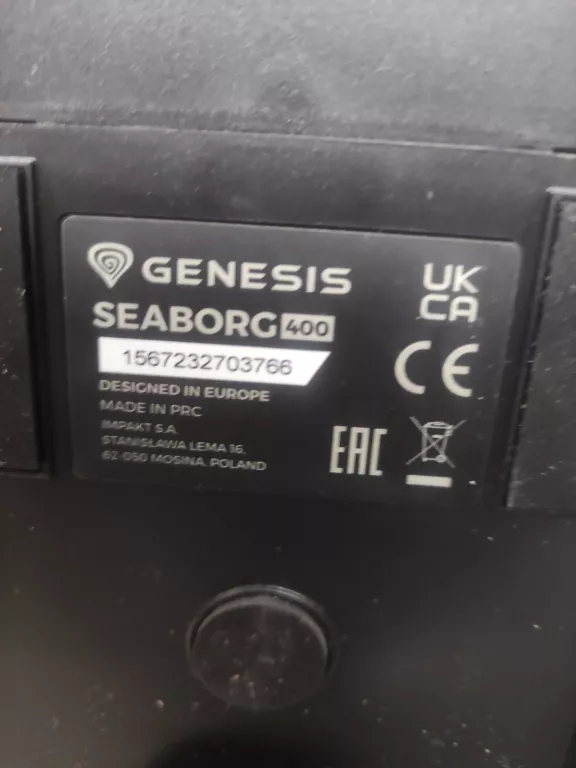 GENESIS
SEABORG 400
1567232703766
DESIGNED IN EUROPE
MADE IN PRC
IMPAKT S.A.
STANISŁAWA LEMA 16,
62-050 MOSINA, POLAND
UK
CA
CE
EAC